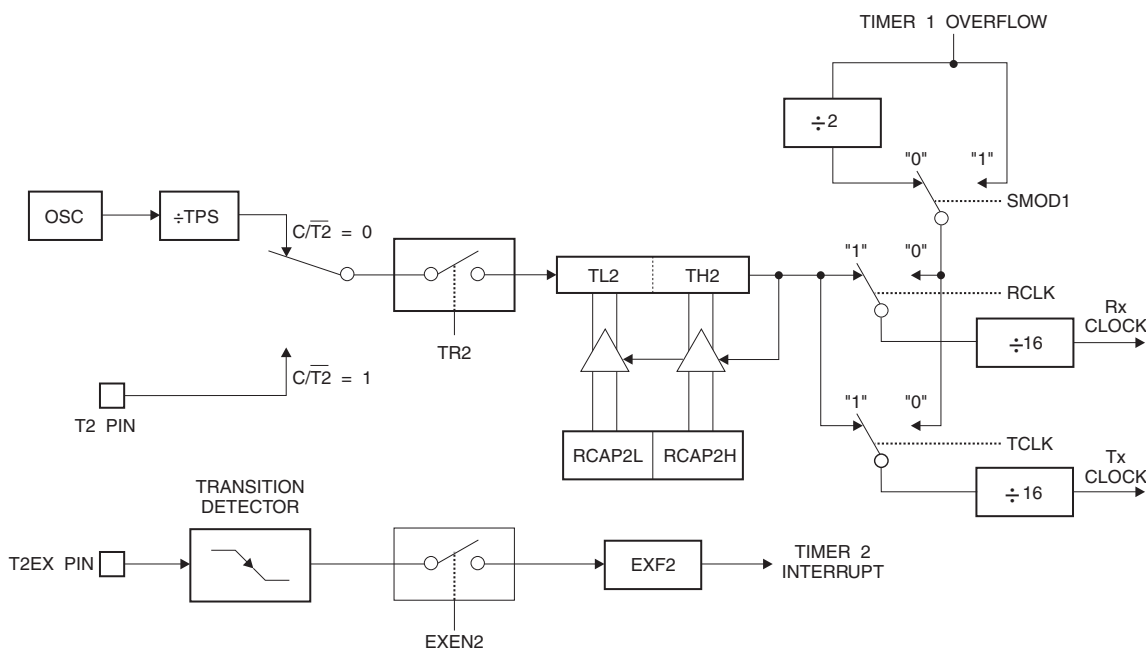 TIMER 1 OVERFLOW
÷2
"0" "1"
SMOD1
OSC
÷TPS
C/T2̅ = 0
TL2 TH2
"1" "0"
RCLK
Rx
CLOCK
÷16
TR2
C/T2̅ = 1
T2 PIN
"1" "0"
TCLK
RCAP2L RCAP2H
Tx
CLOCK
÷16
TRANSITION
DETECTOR
T2EX PIN
EXF2
TIMER 2
INTERRUPT
EXEN2